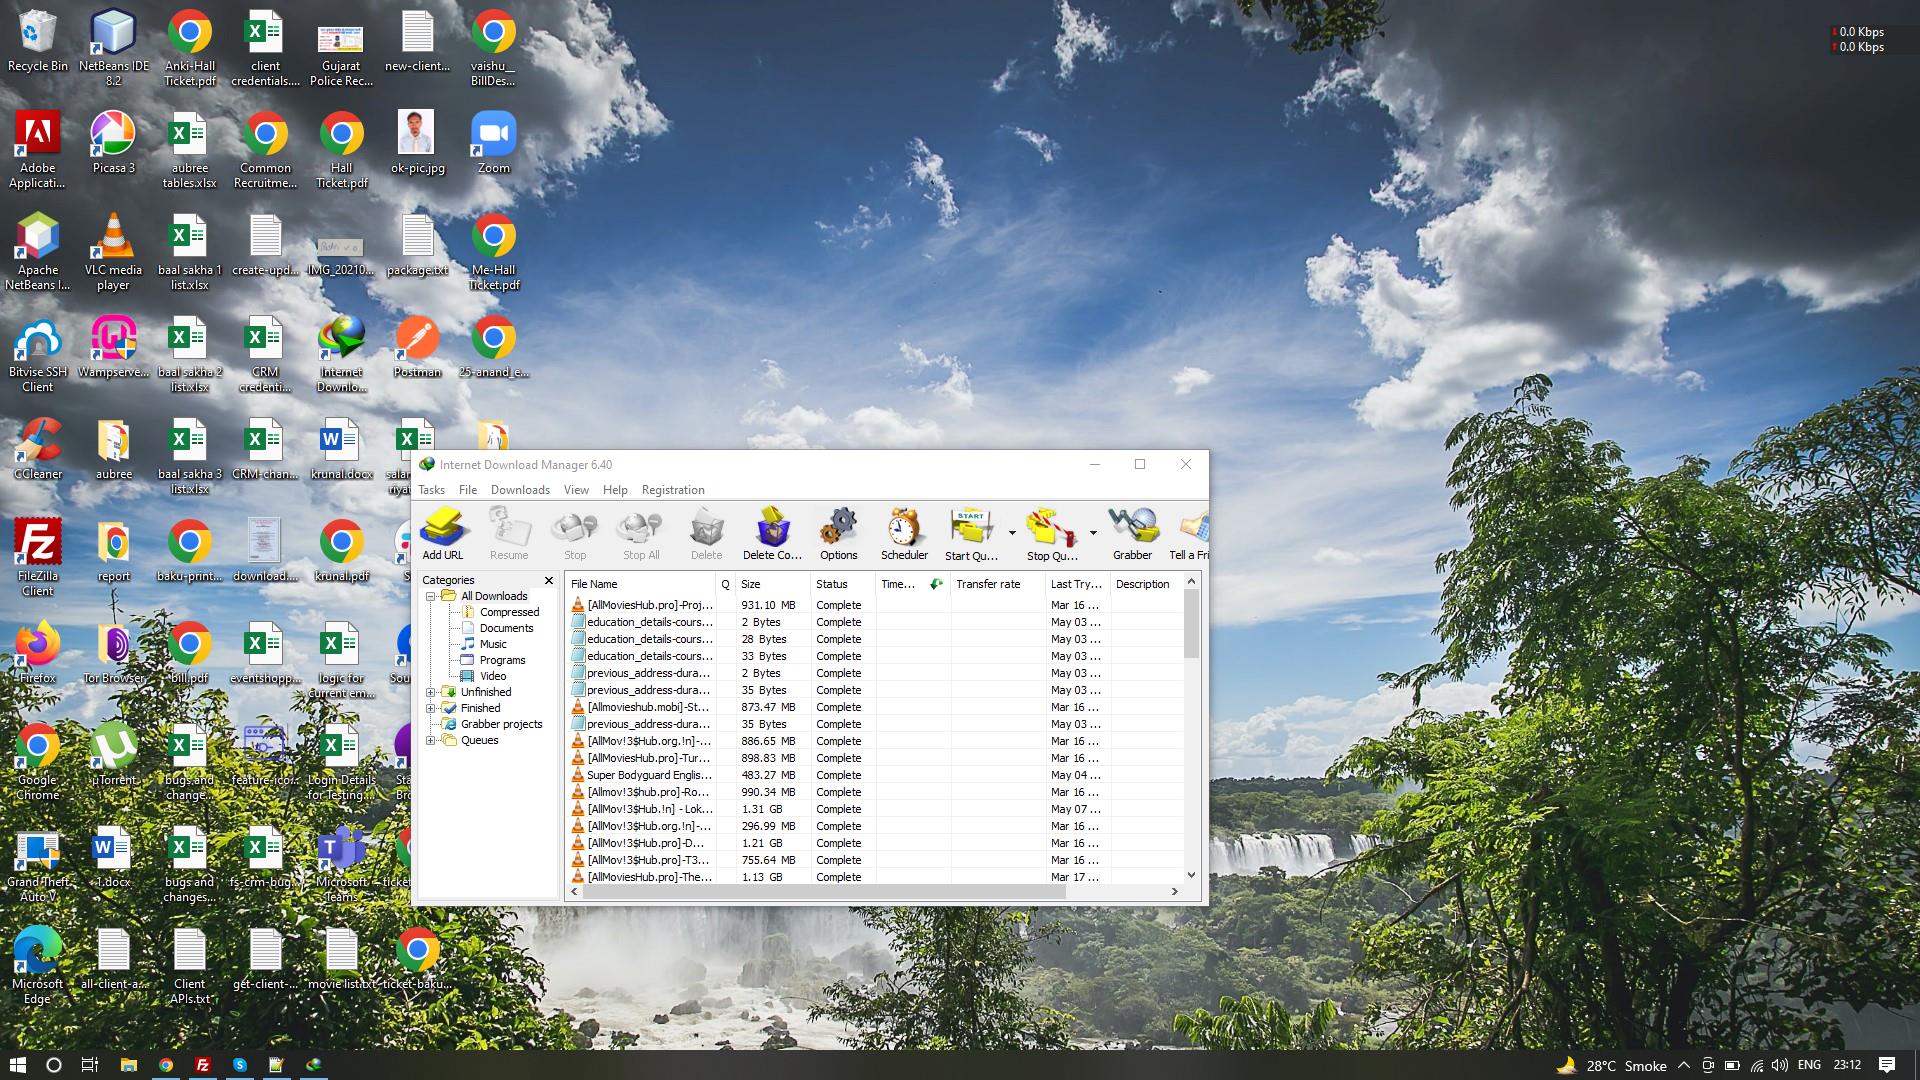 Recycle Bin
NetBeans IDE
8.2
Anki-Hall
Ticket.pdf
client
credentials....
Gujarat
Police Rec...
new-client...
vaishu__
BillDes...
0.0 Kbps
0.0 Kbps
Adobe
Applicati...
Picasa 3
aubree
tables.xlsx
Common
Recruitme...
Hall
Ticket.pdf
ok-pic.jpg
Zoom
Apache
NetBeans I...
VLC media
player
baal sakha 1
list.xlsx
create-upd...
IMG_20210...
package.txt
Me-Hall
Ticket.pdf
Bitvise SSH
Client
Wampserve...
baal sakha 2
list.xlsx
CRM
credenti...
Internet
Downlo...
Postman
25-anand_e...
CCleaner
aubree
baal sakha 3
list.xlsx
CRM-chan...
krunal.docx
FileZilla
Client
report
baku-print...
download....
krunal.pdf
Firefox
Tor Browser
bill.pdf
eventshopp...
logic for
current em...
Google
Chrome
uTorrent
bugs and
change...
feature-ico...
Login Details
for Testing...
Grand Theft
Auto V
1.docx
bugs and
changes...
fs-crm-bug...
Microsoft
Teams
Microsoft
Edge
all-client-a...
Client
APIs.txt
get-client-...
movie list.txt
ticket-baku...
Internet Download Manager 6.40
Tasks File Downloads View Help Registration
Add URL Resume Stop Stop All Delete Delete Co... Options Scheduler Start Qu... Stop Qu... Grabber Tell a Fri
START
Categories
All Downloads
Compressed
Documents
Music
Programs
Video
Unfinished
Finished
Grabber projects
Queues
File Name Q Size Status Time... Transfer rate Last Try... Description
[AllMoviesHub.pro]-Proj... 931.10 MB Complete Mar 16 ...
education_details-cours... 2 Bytes Complete May 03 ...
education_details-cours... 28 Bytes Complete May 03 ...
education_details-cours... 33 Bytes Complete May 03 ...
previous_address-dura... 2 Bytes Complete May 03 ...
previous_address-dura... 35 Bytes Complete May 03 ...
[Allmovieshub.mobi]-St... 873.47 MB Complete Mar 16 ...
previous_address-dura... 35 Bytes Complete May 03 ...
[AllMov!3$Hub.org.!n]-... 886.65 MB Complete Mar 16 ...
[AllMoviesHub.pro]-Tur... 898.83 MB Complete Mar 16 ...
Super Bodyguard Englis... 483.27 MB Complete May 04 ...
[AllMov!3$hub.pro]-Ro... 990.34 MB Complete Mar 16 ...
[AllMov!3$Hub.!n] - Lok... 1.31 GB Complete May 07 ...
[AllMov!3$Hub.org.!n]-... 296.99 MB Complete Mar 16 ...
[AllMov!3$Hub.pro]-D... 1.21 GB Complete Mar 16 ...
[AllMov!3$Hub.pro]-T3... 755.64 MB Complete Mar 16 ...
[AllMoviesHub.pro]-The... 1.13 GB Complete Mar 17 ...
28°C Smoke ENG 23:12